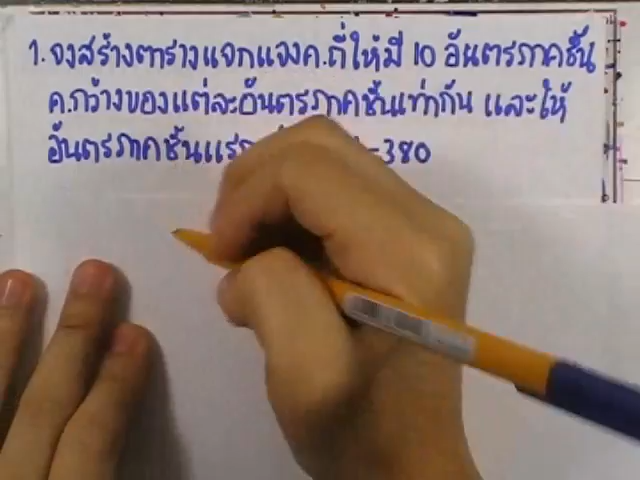 1. จงสร้างตารางแจกแจงค.ถี่ให้มี 10 อันตรภาคชั้น
ค.กว้างของแต่ละอันตรภาคชั้นเท่ากัน และให้
อันตรภาคชั้นแรก -380